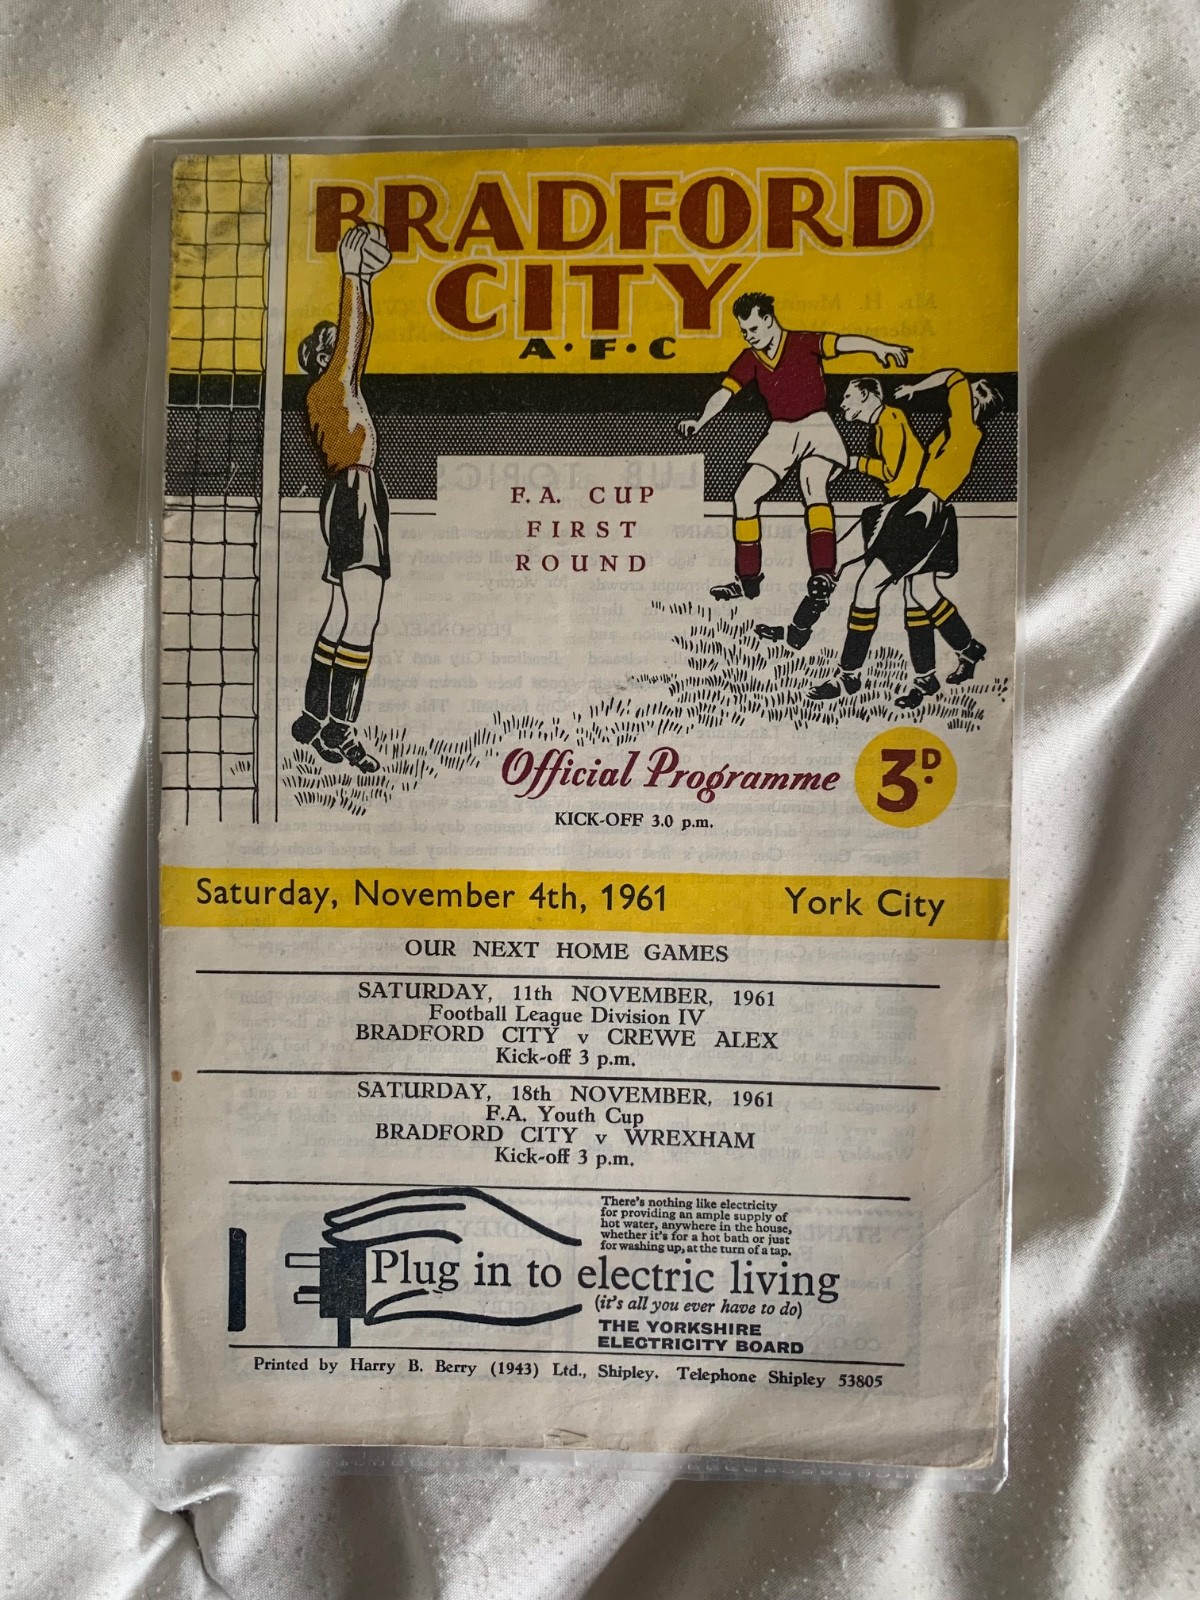 BRADFORD
CITY
A·F·C
F. A. CUP
FIRST
ROUND
Official Programme
3D.
KICK-OFF 3.0 p.m.
Saturday, November 4th, 1961 York City
OUR NEXT HOME GAMES
SATURDAY, 11th NOVEMBER, 1961
Football League Division IV
BRADFORD CITY v CREWE ALEX
Kick-off 3 p.m.
SATURDAY, 18th NOVEMBER, 1961
F.A. Youth Cup
BRADFORD CITY v WREXHAM
Kick-off 3 p.m.
There's nothing like electricity
for providing an ample supply of
hot water, anywhere in the house,
whether it's for a hot bath or just
for washing up, at the turn of a tap.
Plug in to electric living
(it's all you ever have to do)
THE YORKSHIRE
ELECTRICITY BOARD
Printed by Harry B. Berry (1943) Ltd., Shipley. Telephone Shipley 53805